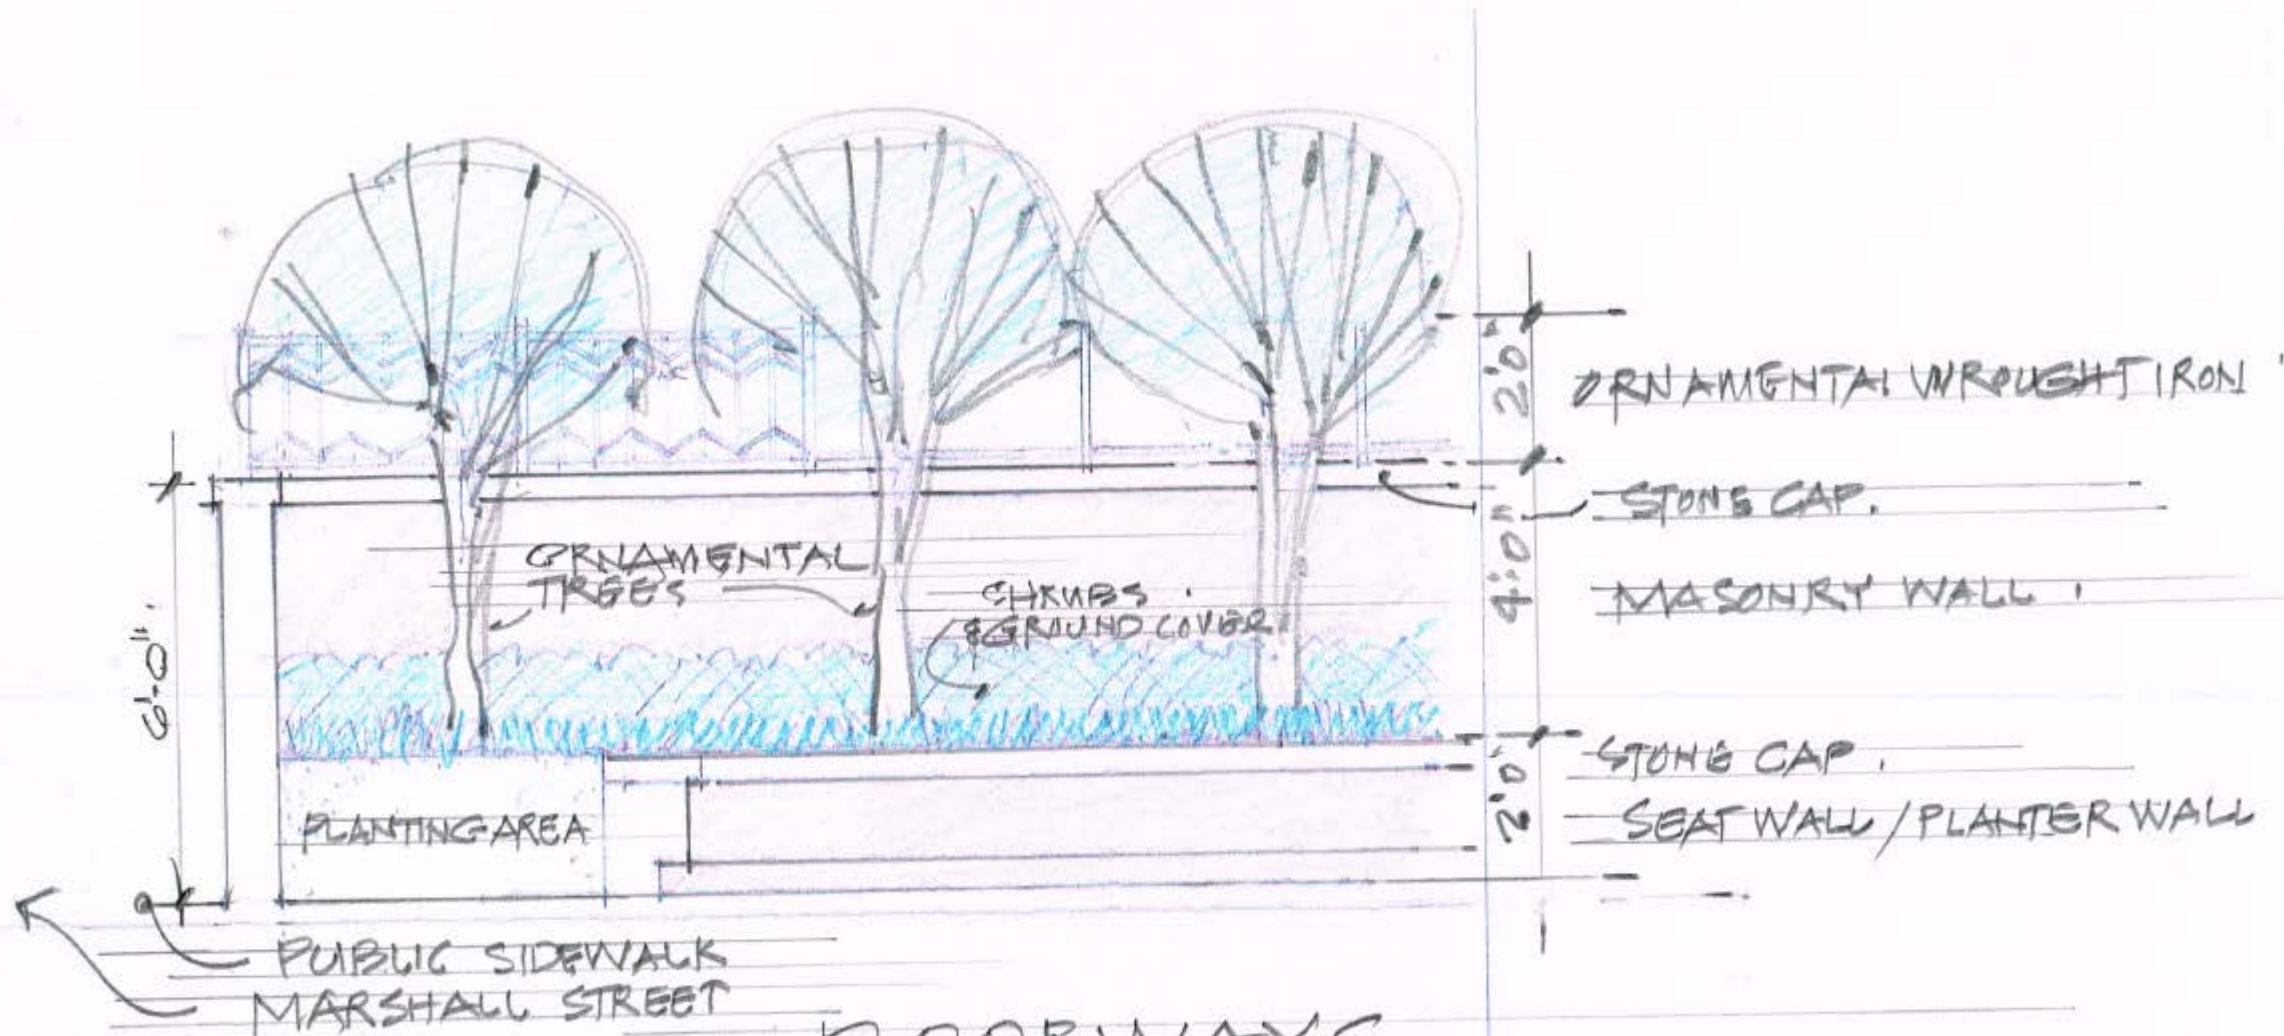 2'0"
ORNAMENTAL WROUGHT IRON
STONE CAP.
4'0"
MASONRY WALL.
ORNAMENTAL
TREES
SHRUBS
& GROUND COVER
6'-0"
STONE CAP.
2'0"
SEAT WALL / PLANTER WALL
PLANTING AREA
PUBLIC SIDEWALK
MARSHALL STREET
DOORWAYS